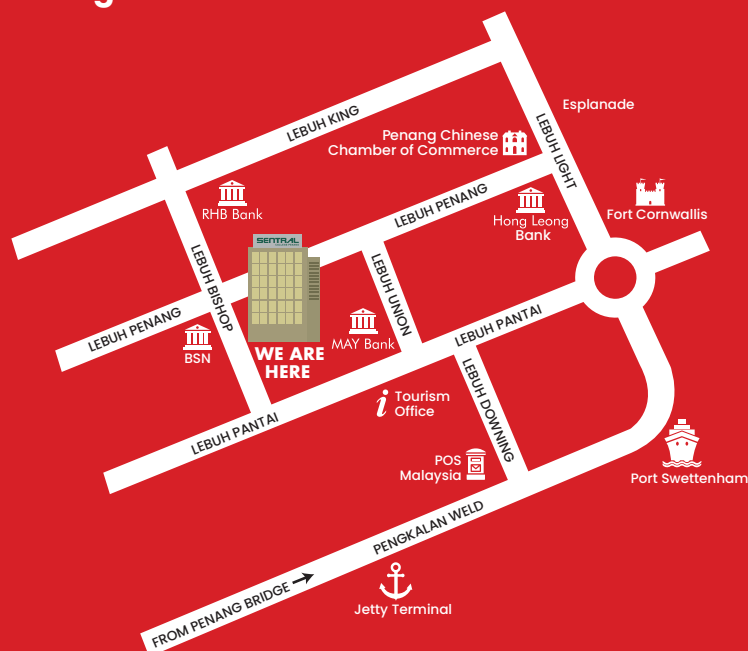 LEBUH KING
Esplanade
LEBUH LIGHT
Penang Chinese
Chamber of Commerce
RHB Bank
LEBUH PENANG
Hong Leong
Bank
Fort Cornwallis
SENTRAL
LEBUH BISHOP
LEBUH UNION
LEBUH PENANG
BSN
WE ARE
HERE
MAY Bank
LEBUH PANTAI
LEBUH PANTAI
Tourism
Office
LEBUH DOWNING
POS
Malaysia
Port Swettenham
PENGKALAN WELD
FROM PENANG BRIDGE
Jetty Terminal